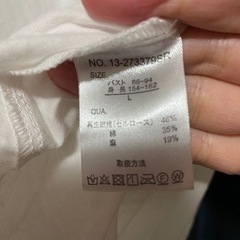 NO. 13-273379SR
SIZE
バスト 86-94
身長 154-162
L
QUA.
再生繊維(セルロース) 46%
綿 35%
麻 19%
取扱方法